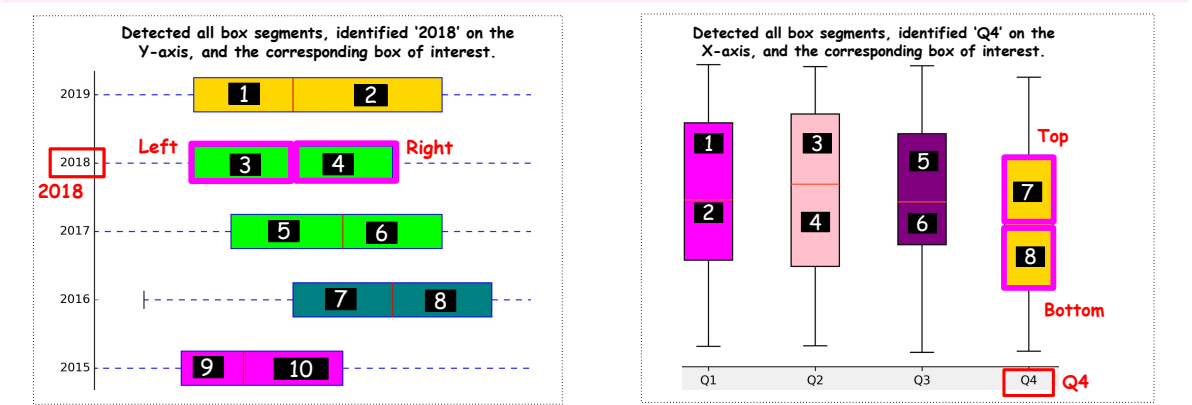 Detected all box segments, identified ‘2018’ on the
Y-axis, and the corresponding box of interest.
2019
1
2
Left
2018
3
4
Right
2018
2017
5
6
2016
7
8
2015
9
10
Detected all box segments, identified ‘Q4’ on the
X-axis, and the corresponding box of interest.
1
3
5
Top
7
2
4
6
8
Bottom
Q1
Q2
Q3
Q4
Q4